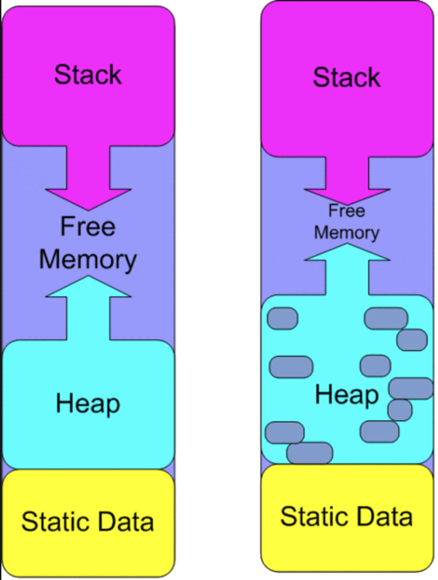 Stack
Free
Memory
Heap
Static Data
Stack
Free
Memory
Heap
Static Data